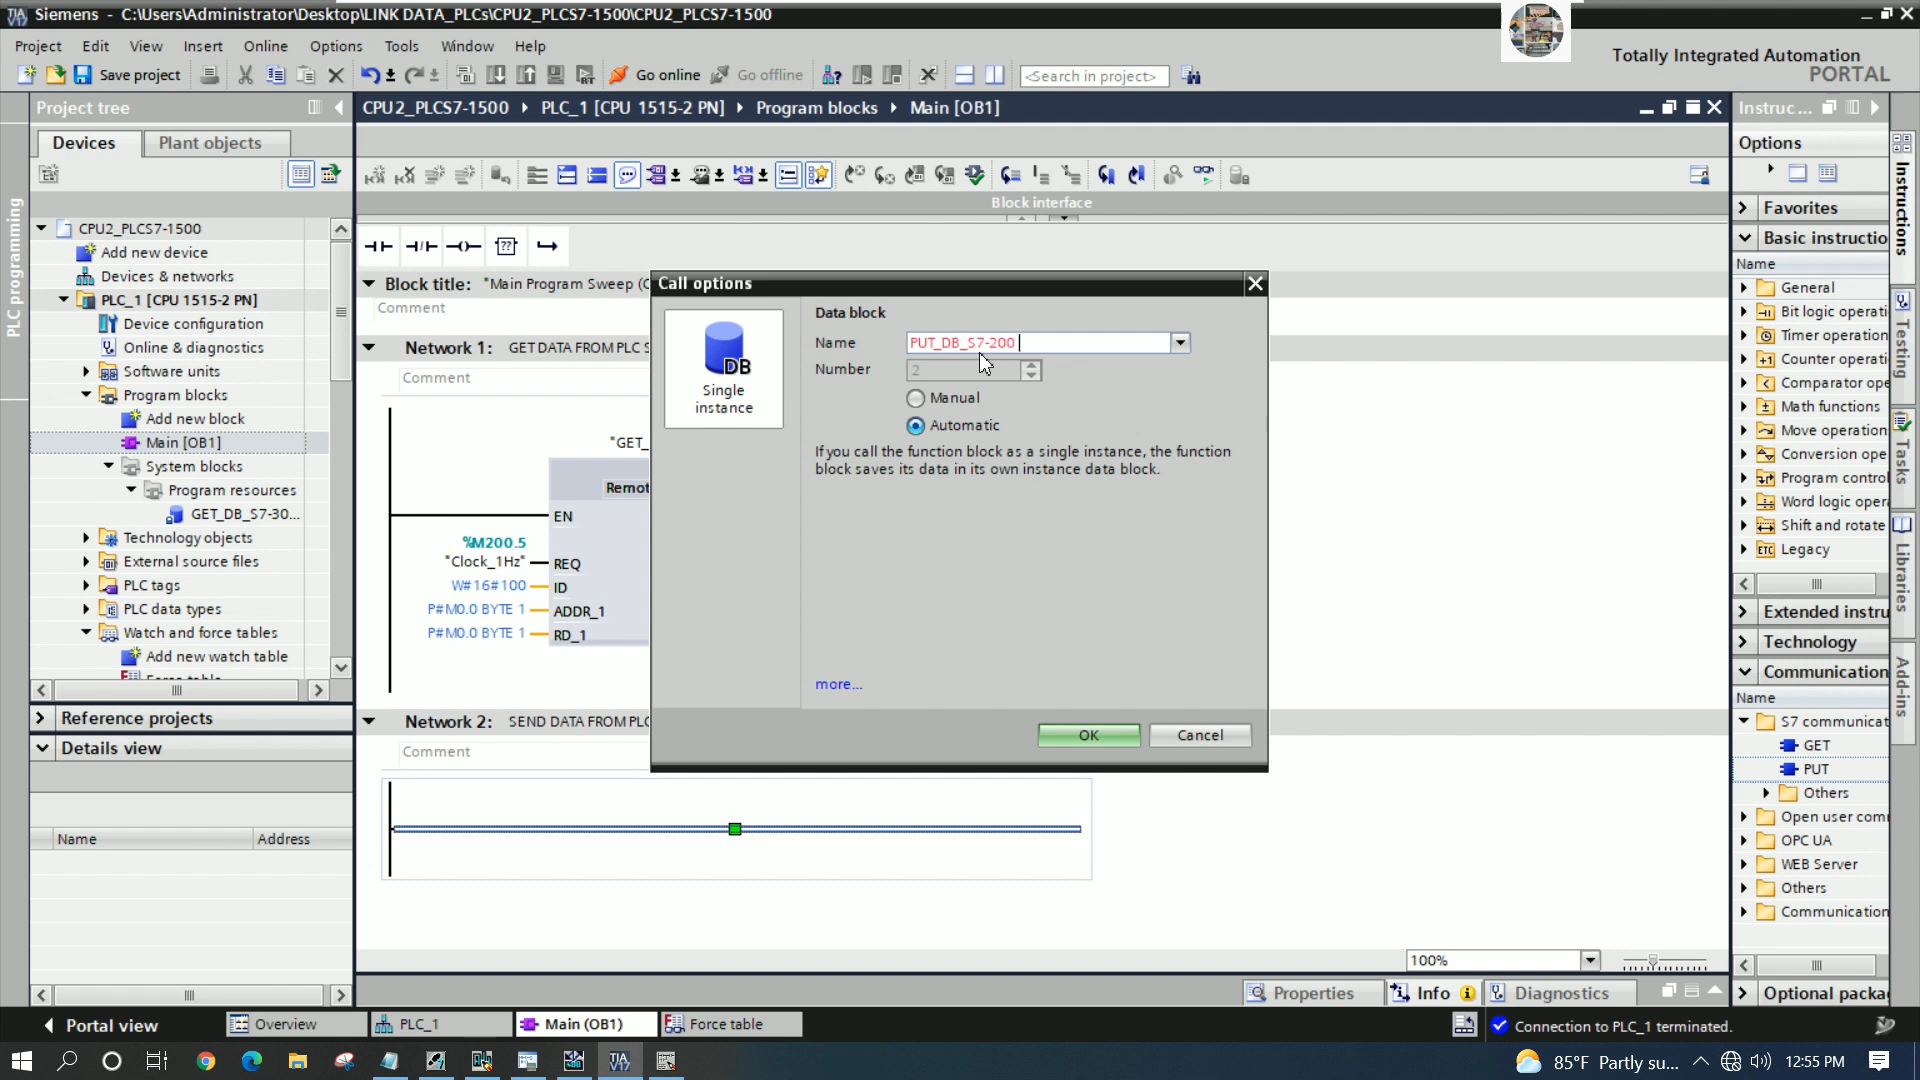 Siemens - C:\Users\Administrator\Desktop\LINK DATA_PLCs\CPU2_PLCS7-1500\CPU2_PLCS7-1500
Project Edit View Insert Online Options Tools Window Help
Totally Integrated Automation
PORTAL
Save project
Go online
Go offline
<Search in project>
Project tree
CPU2_PLCS7-1500 PLC_1 [CPU 1515-2 PN] Program blocks Main [OB1]
Instruc ...
Devices
Plant objects
Options
Block interface
PLC programming
CPU2_PLCS7-1500
Add new device
Devices & networks
PLC_1 [CPU 1515-2 PN]
Device configuration
Online & diagnostics
Software units
Program blocks
Add new block
Main [OB1]
System blocks
Program resources
GET_DB_S7-30...
Technology objects
External source files
PLC tags
PLC data types
Watch and force tables
Add new watch table
Reference projects
Details view
Name Address
??
Block title: "Main Program Sweep (C
Comment
Network 1: GET DATA FROM PLC S
Comment
"GET_
Remot
EN
%M200.5
"Clock_1Hz" REQ
W#16#100 ID
P#M0.0 BYTE 1 ADDR_1
P#M0.0 BYTE 1 RD_1
Network 2: SEND DATA FROM PLC
Comment
Call options
DB
Single
instance
Data block
Name PUT_DB_S7-200
Number 2
Manual
Automatic
If you call the function block as a single instance, the function
block saves its data in its own instance data block.
more...
OK Cancel
100%
Properties Info Diagnostics
Favorites
Basic instructio
Name
General
Bit logic operati
Timer operation
Counter operati
Comparator ope
Math functions
Move operation
Conversion ope
Program control
Word logic oper
Shift and rotate
Legacy
Extended instru
Technology
Communication
Name
S7 communicat
GET
PUT
Others
Open user com
OPC UA
WEB Server
Others
Communication
Optional packa
Instructions
Testing
Tasks
Libraries
Add-ins
Portal view
Overview
PLC_1
Main (OB1)
Force table
Connection to PLC_1 terminated.
85°F Partly su...
12:55 PM